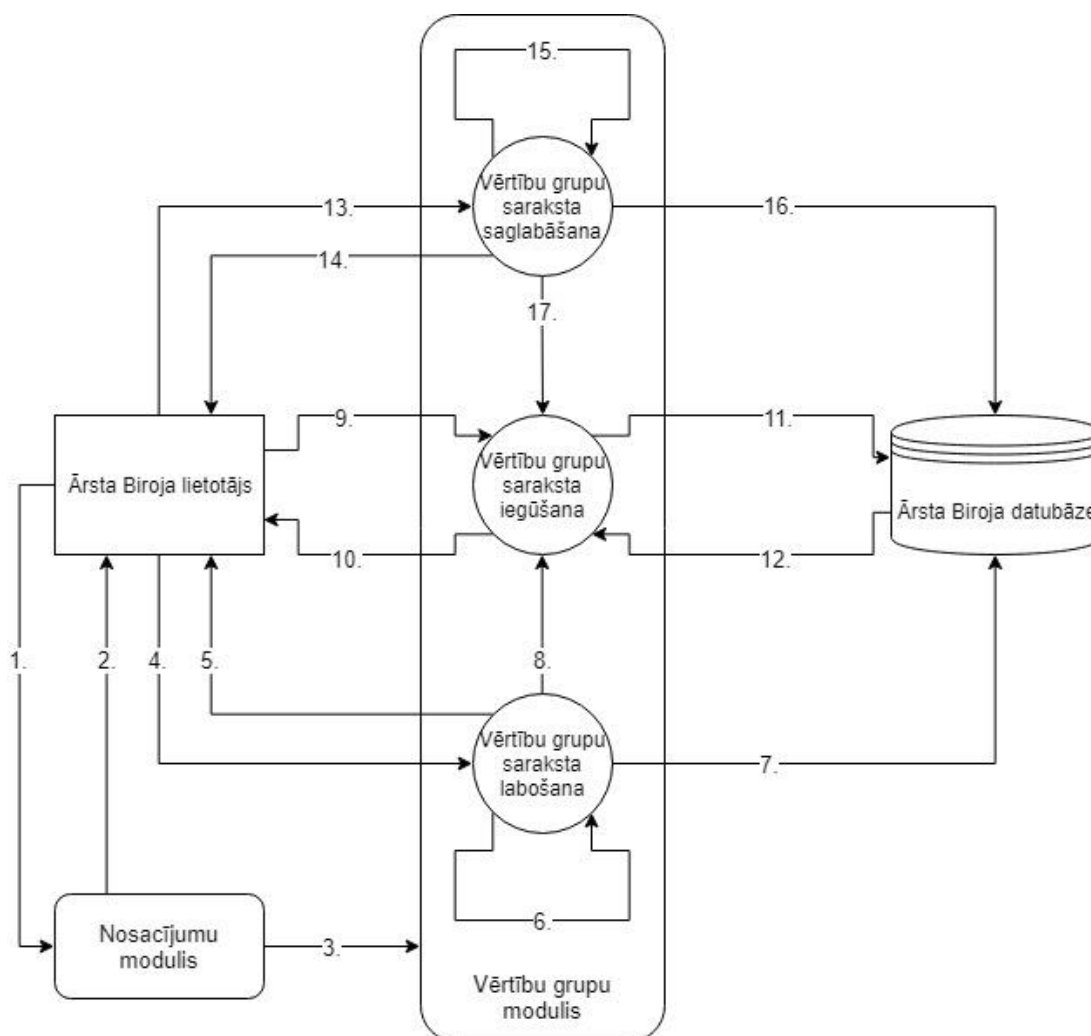 15.
Vērtību grupu
saraksta
saglabāšana
13.
16.
14.
17.
9.
11.
Vērtību grupu
saraksta
iegūšana
Ārsta Biroja lietotājs
Ārsta Biroja datubāze
10.
12.
1.
2.
4.
5.
8.
Vērtību grupu
saraksta
labošana
7.
6.
Nosacījumu
modulis
3.
Vērtību grupu
modulis